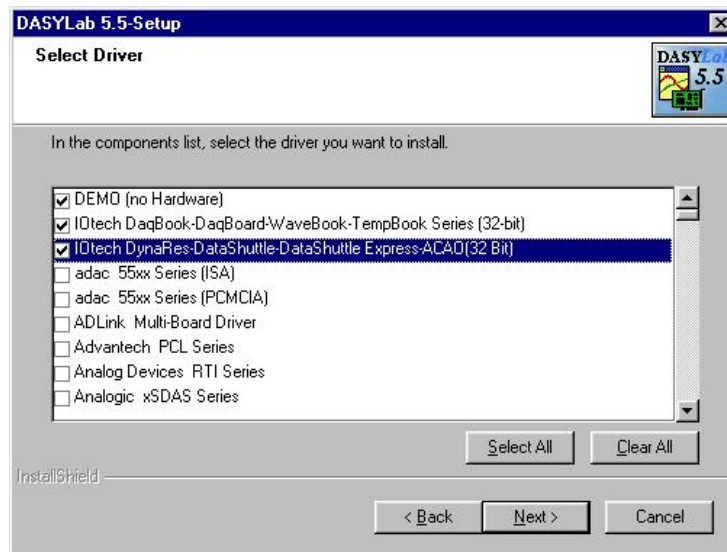 DASYLab 5.5-Setup
Select Driver
DASYLab
5.5
In the components list, select the driver you want to install.
DEMO (no Hardware)
IOtech DaqBook-DaqBoard-WaveBook-TempBook Series (32-bit)
IOtech DynaRes-DataShuttle-DataShuttle Express-ACAO(32 Bit)
adac 55xx Series (ISA)
adac 55xx Series (PCMCIA)
ADLink Multi-Board Driver
Advantech PCL Series
Analog Devices RTI Series
Analogic xSDAS Series
Select All
Clear All
InstallShield
< Back
Next >
Cancel